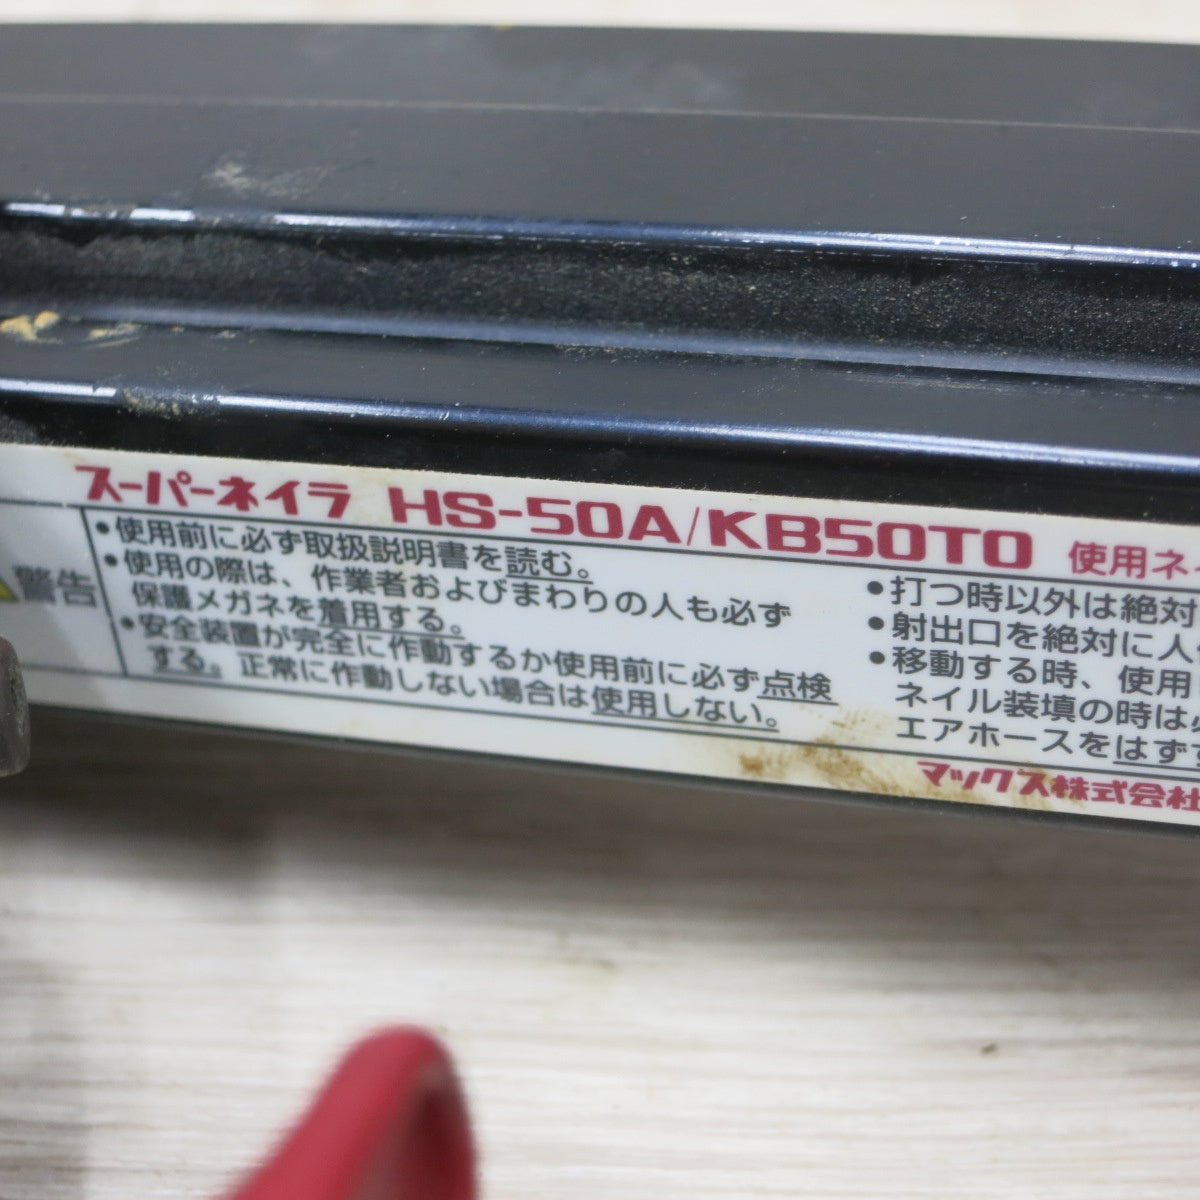 スーパーネイラ HS-50A/KB50T0 使用ネイ
警告
•使用前に必ず取扱説明書を読む。
•使用の際は、作業者およびまわりの人も必ず
保護メガネを着用する。
•安全装置が完全に作動するか使用前に必ず点検
する。正常に作動しない場合は使用しない。
•打つ時以外は絶対
•射出口を絶対に人
•移動する時、使用
ネイル装填の時は必
エアホースをはずす
マックス株式会社